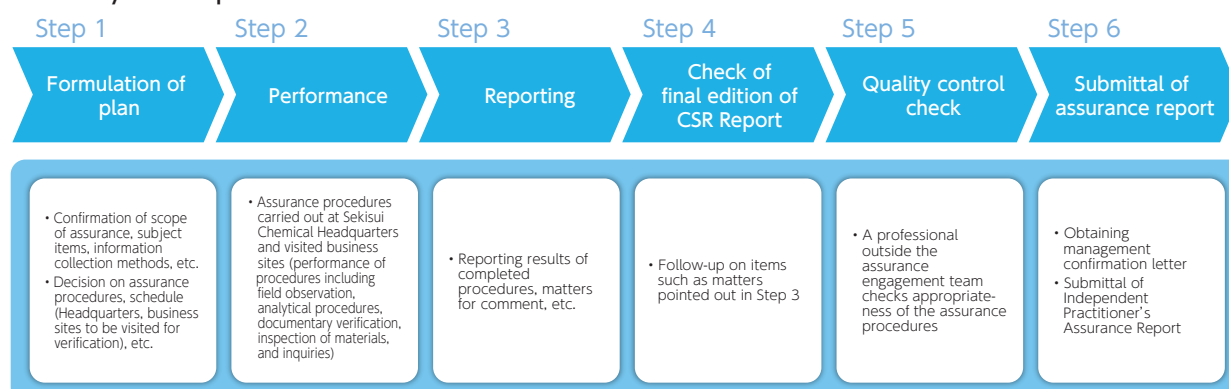 Step 1
Step 2
Step 3
Step 4
Step 5
Step 6
Formulation of
plan
Performance
Reporting
Check of
final edition of
CSR Report
Quality control
check
Submittal of
assurance report
• Confirmation of scope
of assurance, subject
items, information
collection methods, etc.
• Decision on assurance
procedures, schedule
(Headquarters, business
sites to be visited for
verification), etc.
• Assurance procedures
carried out at Sekisui
Chemical Headquarters
and visited business
sites (performance of
procedures including
field observation,
analytical procedures,
documentary verification,
inspection of materials,
and inquiries)
• Reporting results of
completed
procedures, matters
for comment, etc.
• Follow-up on items
such as matters
pointed out in Step 3
• A professional
outside the
assurance
engagement team
checks appropriate-
ness of the assurance
procedures
• Obtaining
management
confirmation letter
• Submittal of
Independent
Practitioner's
Assurance Report